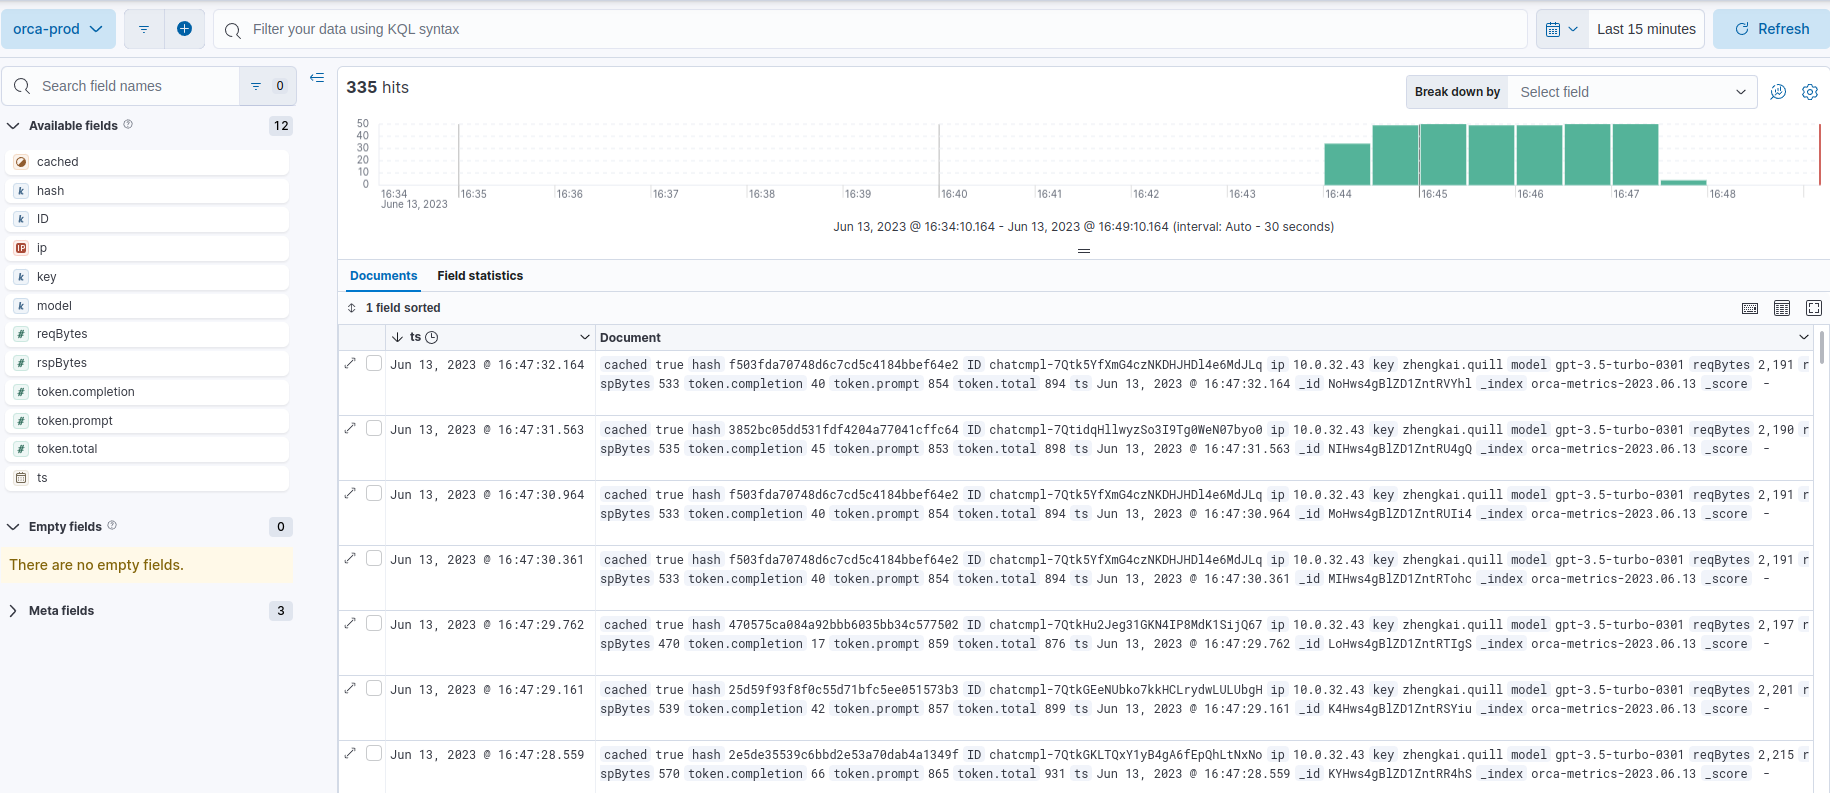 orca-prod
Filter your data using KQL syntax
Last 15 minutes
Refresh
Search field names
0
Available fields
12
cached
hash
ID
ip
key
model
reqBytes
rspBytes
token.completion
token.prompt
token.total
ts
Empty fields
0
There are no empty fields.
Meta fields
3
335 hits
Break down by
Select field
50
40
30
20
10
0
16:34 16:35 16:36 16:37 16:38 16:39 16:40 16:41 16:42 16:43 16:44 16:45 16:46 16:47 16:48
June 13, 2023
Jun 13, 2023 @ 16:34:10.164 - Jun 13, 2023 @ 16:49:10.164 (interval: Auto - 30 seconds)
Documents Field statistics
1 field sorted
ts Document
Jun 13, 2023 @ 16:47:32.164 cached true hash f503fda70748d6c7cd5c4184bbef64e2 ID chatcmpl-7Qtk5YfXmG4czNKDHJHDl4e6MdJLq ip 10.0.32.43 key zhengkai.quill model gpt-3.5-turbo-0301 reqBytes 2,191 r
spBytes 533 token.completion 40 token.prompt 854 token.total 894 ts Jun 13, 2023 @ 16:47:32.164 _id NoHws4gBlZD1ZntRVYhl _index orca-metrics-2023.06.13 _score -
Jun 13, 2023 @ 16:47:31.563 cached true hash 3852bc05dd531fdf4204a77041cffc64 ID chatcmpl-7QtidqHllwyzSo3I9Tg0WeN07byo0 ip 10.0.32.43 key zhengkai.quill model gpt-3.5-turbo-0301 reqBytes 2,190 r
spBytes 535 token.completion 45 token.prompt 853 token.total 898 ts Jun 13, 2023 @ 16:47:31.563 _id NIHws4gBlZD1ZntRU4gQ _index orca-metrics-2023.06.13 _score -
Jun 13, 2023 @ 16:47:30.964 cached true hash f503fda70748d6c7cd5c4184bbef64e2 ID chatcmpl-7Qtk5YfXmG4czNKDHJHDl4e6MdJLq ip 10.0.32.43 key zhengkai.quill model gpt-3.5-turbo-0301 reqBytes 2,191 r
spBytes 533 token.completion 40 token.prompt 854 token.total 894 ts Jun 13, 2023 @ 16:47:30.964 _id MoHws4gBlZD1ZntRUIi4 _index orca-metrics-2023.06.13 _score -
Jun 13, 2023 @ 16:47:30.361 cached true hash f503fda70748d6c7cd5c4184bbef64e2 ID chatcmpl-7Qtk5YfXmG4czNKDHJHDl4e6MdJLq ip 10.0.32.43 key zhengkai.quill model gpt-3.5-turbo-0301 reqBytes 2,191 r
spBytes 533 token.completion 40 token.prompt 854 token.total 894 ts Jun 13, 2023 @ 16:47:30.361 _id MIHws4gBlZD1ZntRTohc _index orca-metrics-2023.06.13 _score -
Jun 13, 2023 @ 16:47:29.762 cached true hash 470575ca084a92bbb6035bb34c577502 ID chatcmpl-7QtkHu2Jeg31GKN4IP8MdK1SijQ67 ip 10.0.32.43 key zhengkai.quill model gpt-3.5-turbo-0301 reqBytes 2,197 r
spBytes 470 token.completion 17 token.prompt 859 token.total 876 ts Jun 13, 2023 @ 16:47:29.762 _id LoHws4gBlZD1ZntRTIgS _index orca-metrics-2023.06.13 _score -
Jun 13, 2023 @ 16:47:29.161 cached true hash 25d59f93f8f0c55d71bfc5ee051573b3 ID chatcmpl-7QtkGEeNUbko7kkHCLrydwLULUbgH ip 10.0.32.43 key zhengkai.quill model gpt-3.5-turbo-0301 reqBytes 2,201 r
spBytes 539 token.completion 42 token.prompt 857 token.total 899 ts Jun 13, 2023 @ 16:47:29.161 _id K4Hws4gBlZD1ZntRSYiu _index orca-metrics-2023.06.13 _score -
Jun 13, 2023 @ 16:47:28.559 cached true hash 2e5de35539c6bbd2e53a70dab4a1349f ID chatcmpl-7QtkGKLTQxY1yB4gA6fEpQhLtNxNo ip 10.0.32.43 key zhengkai.quill model gpt-3.5-turbo-0301 reqBytes 2,215 r
spBytes 570 token.completion 66 token.prompt 865 token.total 931 ts Jun 13, 2023 @ 16:47:28.559 _id KYHws4gBlZD1ZntRR4hS _index orca-metrics-2023.06.13 _score -